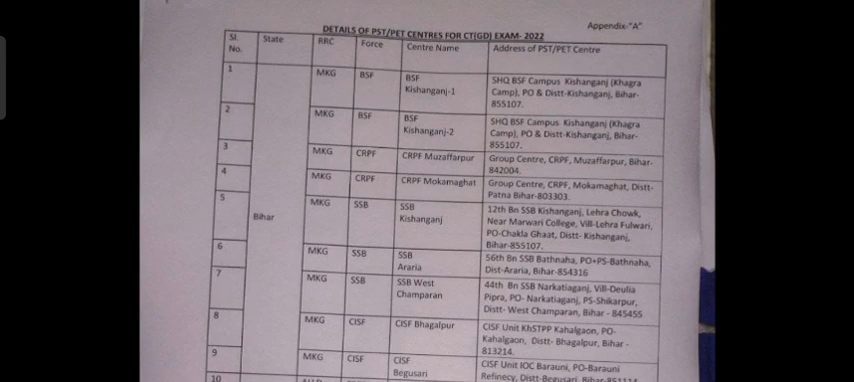 Appendix-"A"
DETAILS OF PST/PET CENTRES FOR CT(GD) EXAM- 2022
Sl. No. State RRC Force Centre Name Address of PST/PET Centre
1 MKG BSF BSF Kishanganj-1 SHQ BSF Campus Kishanganj (Khagra
Camp), PO & Distt-Kishanganj, Bihar-
855107.
2 MKG BSF BSF Kishanganj-2 SHQ BSF Campus Kishanganj (Khagra
Camp), PO & Distt-Kishanganj, Bihar-
855107.
3 MKG CRPF CRPF Muzaffarpur Group Centre, CRPF, Muzaffarpur, Bihar-
842004.
4 MKG CRPF CRPF Mokamaghat Group Centre, CRPF, Mokamaghat, Distt-
Patna Bihar-803303.
5 Bihar MKG SSB SSB Kishanganj 12th Bn SSB Kishanganj, Lehra Chowk,
Near Marwari College, Vill-Lehra Fulwari,
PO-Chakla Ghaat, Distt- Kishanganj,
Bihar-855107.
6 MKG SSB SSB Araria 56th Bn SSB Bathnaha, PO+PS-Bathnaha,
Dist-Araria, Bihar-854316
7 MKG SSB SSB West Champaran 44th Bn SSB Narkatiaganj, Vill-Deulia
Pipra, PO- Narkatiaganj, PS-Shikarpur,
Distt- West Champaran, Bihar - 845455
8 MKG CISF CISF Bhagalpur CISF Unit KhSTPP Kahalgaon, PO-
Kahalgaon, Distt- Bhagalpur, Bihar -
813214.
9 MKG CISF CISF Begusari CISF Unit IOC Barauni, PO-Barauni
Refinecy, Distt-Begusari, Bihar-851114
10